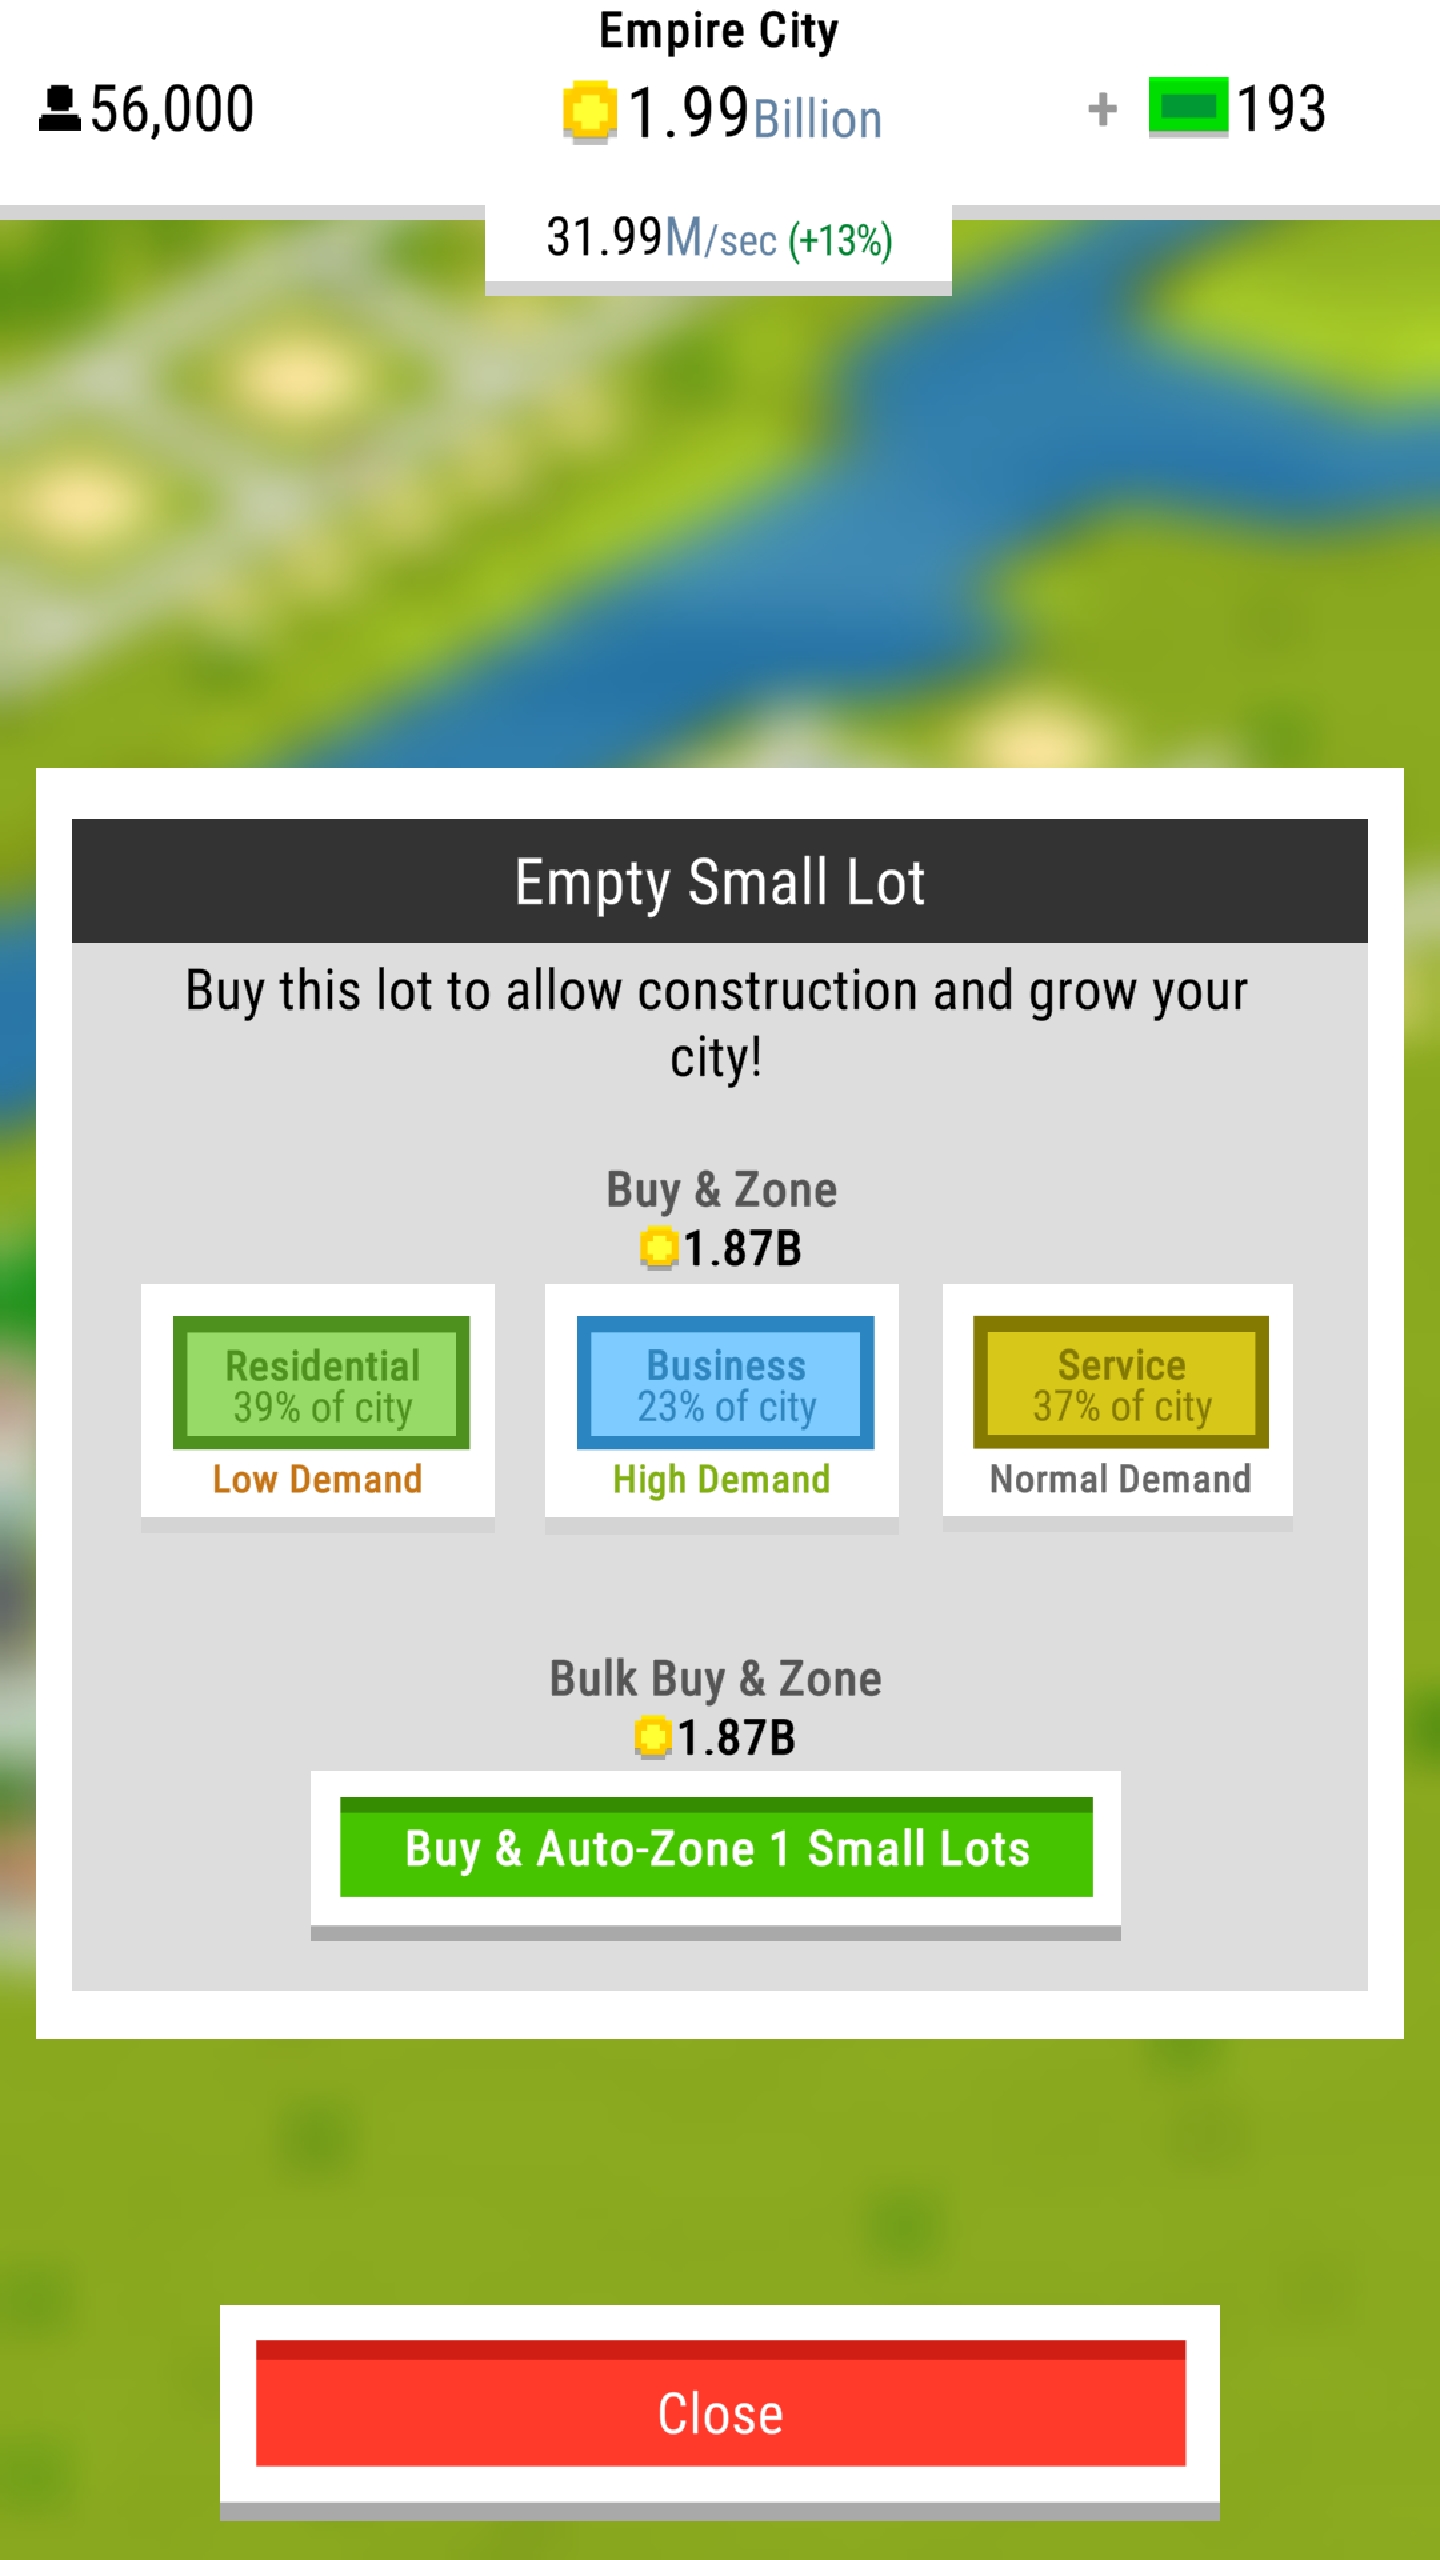 Empire City
56,000
1.99Billion
+ 193
31.99M/sec (+13%)
Empty Small Lot
Buy this lot to allow construction and grow your
city!
Buy & Zone
1.87B
Residential
39% of city
Low Demand
Business
23% of city
High Demand
Service
37% of city
Normal Demand
Bulk Buy & Zone
1.87B
Buy & Auto-Zone 1 Small Lots
Close